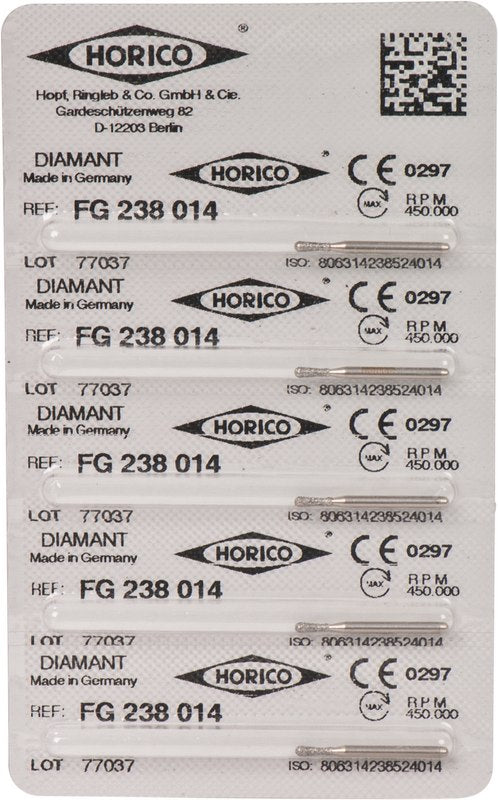 HORICO ®
Hopf, Ringleb & Co. GmbH & Cie.
Gardeschützenweg 82
D-12203 Berlin
DIAMANT
Made in Germany
HORICO ®
CE 0297
REF: FG 238 014
MAX
RPM
450.000
LOT 77037
ISO: 806314238524014
DIAMANT
Made in Germany
HORICO ®
CE 0297
REF: FG 238 014
MAX
RPM
450.000
LOT 77037
ISO: 806314238524014
DIAMANT
Made in Germany
HORICO ®
CE 0297
REF: FG 238 014
MAX
RPM
450.000
LOT 77037
ISO: 806314238524014
DIAMANT
Made in Germany
HORICO ®
CE 0297
REF: FG 238 014
MAX
RPM
450.000
LOT 77037
ISO: 806314238524014
DIAMANT
Made in Germany
HORICO ®
CE 0297
REF: FG 238 014
MAX
RPM
450.000
LOT 77037
ISO: 806314238524014